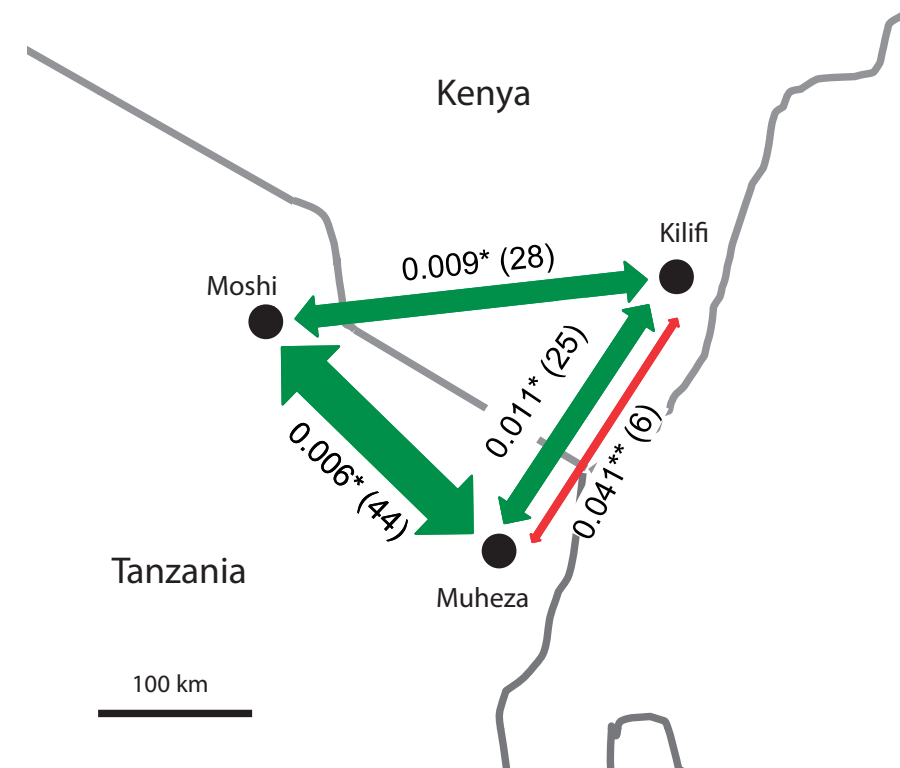 Kenya
Kilifi
0.009* (28)
Moshi
0.011* (25)
0.006* (44)
0.041** (6)
Tanzania
Muheza
100 km